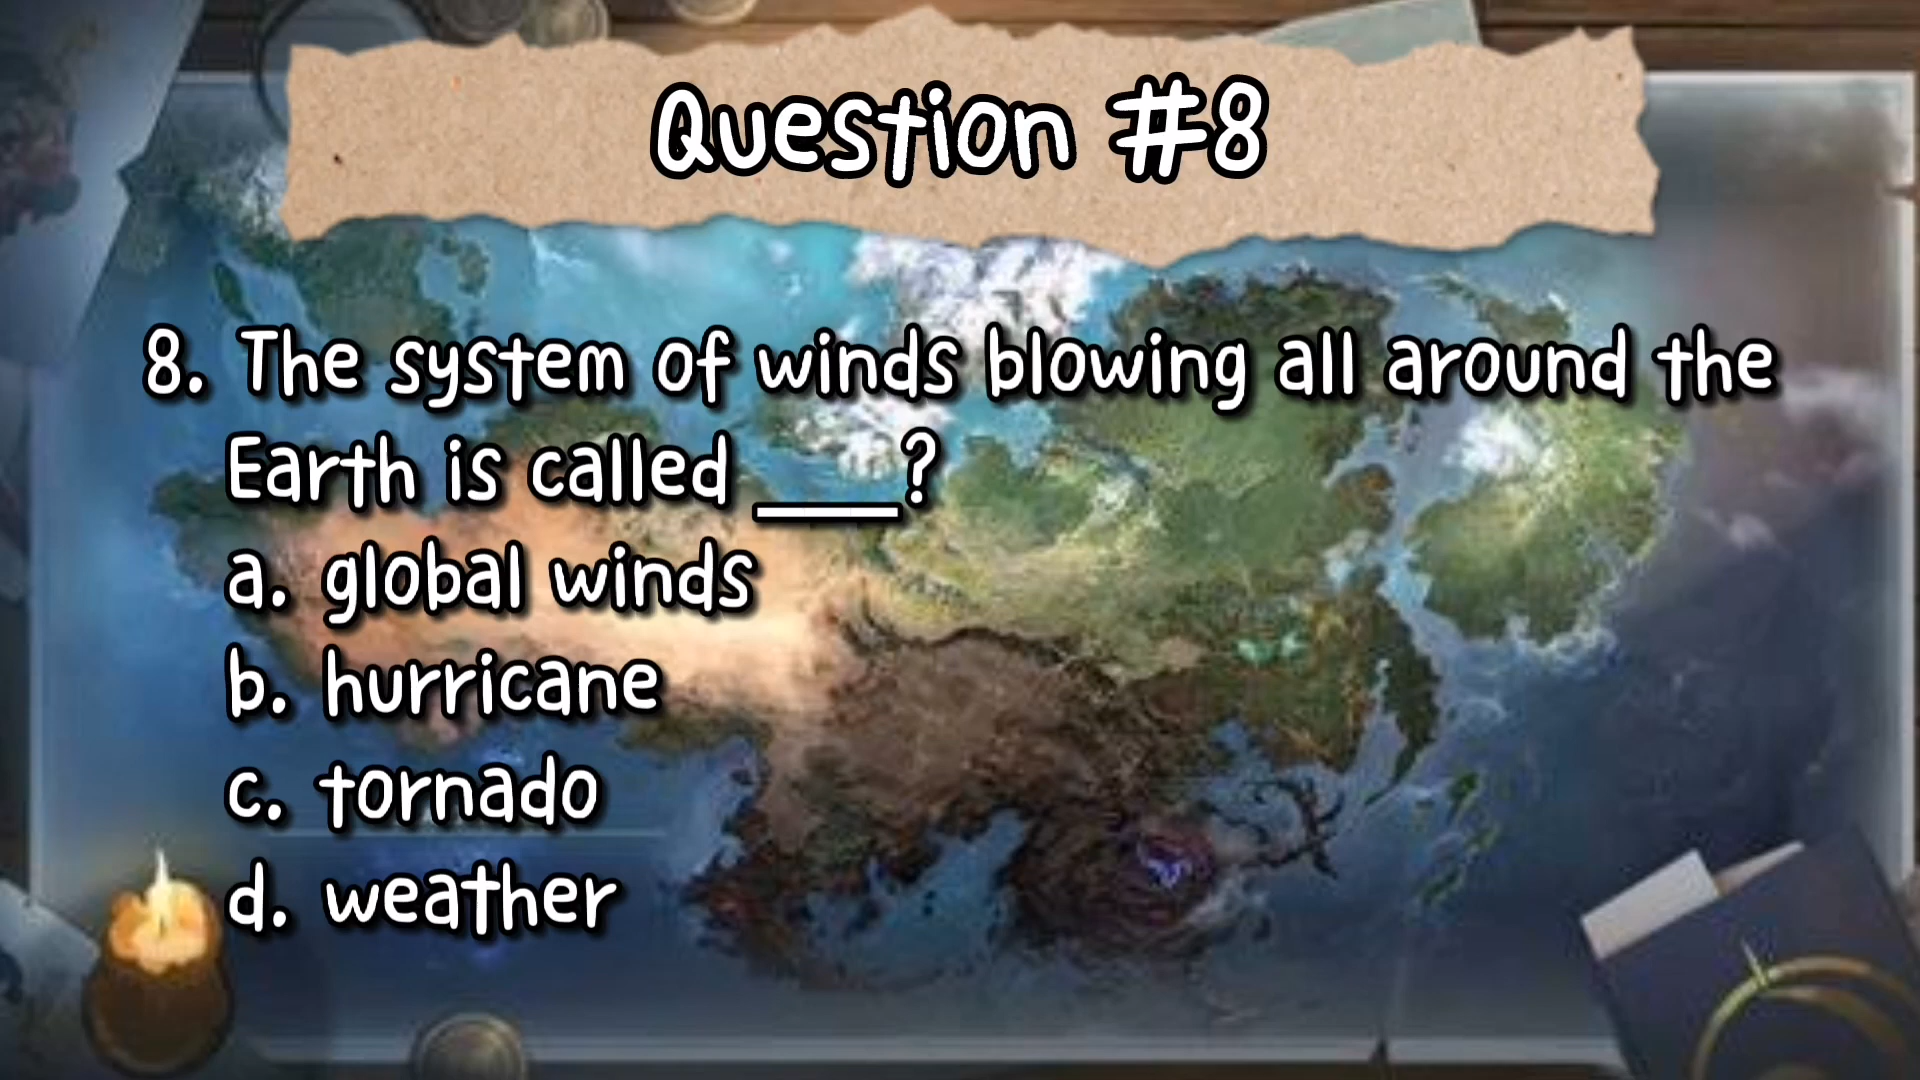 Question #8
8. The system of winds blowing all around the
Earth is called ___?
a. global winds
b. hurricane
c. tornado
d. weather